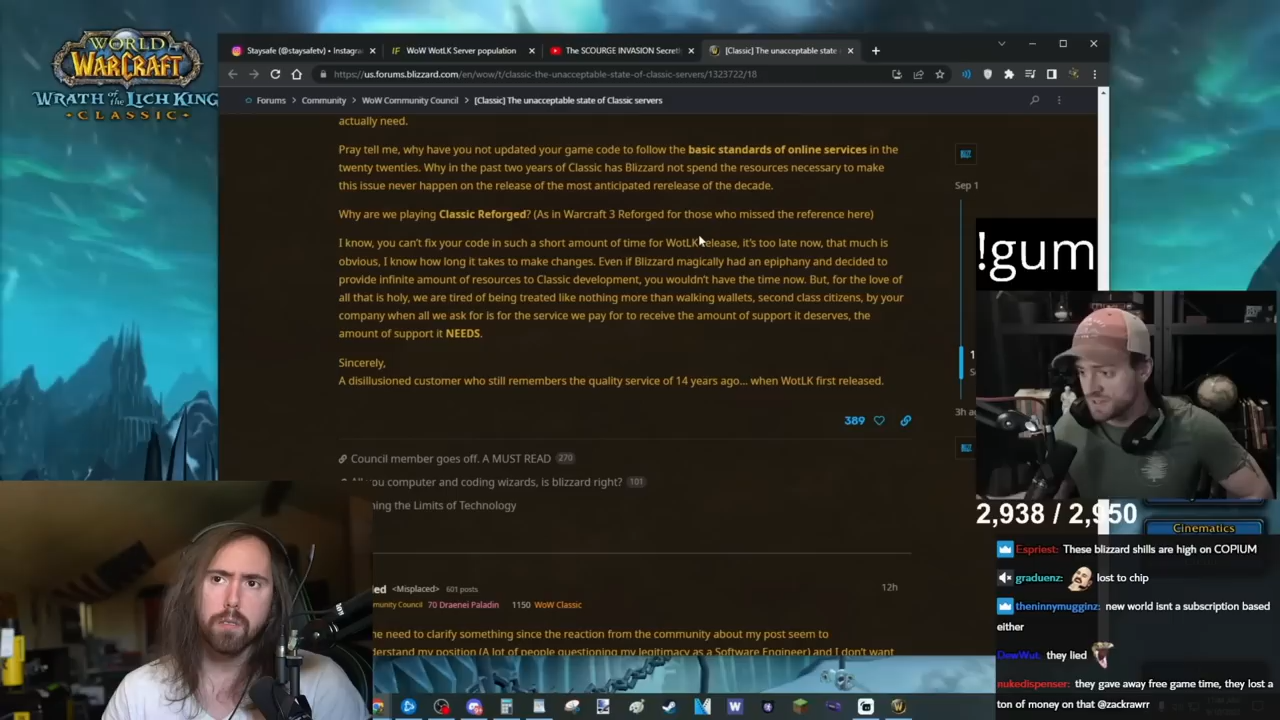 WORLD
WARCRAFT
WRATH OF THE LICH KING
CLASSIC
Staysafe (@staysafetv) • Instagra
WoW WotLK Server population
The SCOURGE INVASION Secret
[Classic] The unacceptable state
https://us.forums.blizzard.com/en/wow/t/classic-the-unacceptable-state-of-classic-servers/1323722/18
Forums > Community > WoW Community Council > [Classic] The unacceptable state of Classic servers
actually need.
Pray tell me, why have you not updated your game code to follow the basic standards of online services in the
twenty twenties. Why in the past two years of Classic has Blizzard not spend the resources necessary to make
this issue never happen on the release of the most anticipated rerelease of the decade.
Why are we playing Classic Reforged? (As in Warcraft 3 Reforged for those who missed the reference here)
I know, you can't fix your code in such a short amount of time for WotLK release, it's too late now, that much is
obvious, I know how long it takes to make changes. Even if Blizzard magically had an epiphany and decided to
provide infinite amount of resources to Classic development, you wouldn't have the time now. But, for the love of
all that is holy, we are tired of being treated like nothing more than walking wallets, second class citizens, by your
company when all we ask for is for the service we pay for to receive the amount of support it deserves, the
amount of support it NEEDS.
Sincerely,
A disillusioned customer who still remembers the quality service of 14 years ago... when WotLK first released.
389
Council member goes off. A MUST READ 270
you computer and coding wizards, is blizzard right? 101
ning the Limits of Technology
ied <Misplaced> 601 posts
12h
munity Council 70 Draenei Paladin 1150 WoW Classic
ne need to clarify something since the reaction from the community about my post seem to
understand my position (A lot of people questioning my legitimacy as a Software Engineer) and I don't want
Sep 1
1
3h a
!gum
2,938 / 2,950
Cinematics
Espriest: These blizzard shills are high on COPIUM
graduenz: lost to chip
theninnymugginz: new world isnt a subscription based
either
DewWut: they lied
nukedispenser: they gave away free game time, they lost a
ton of money on that @zackrawrr